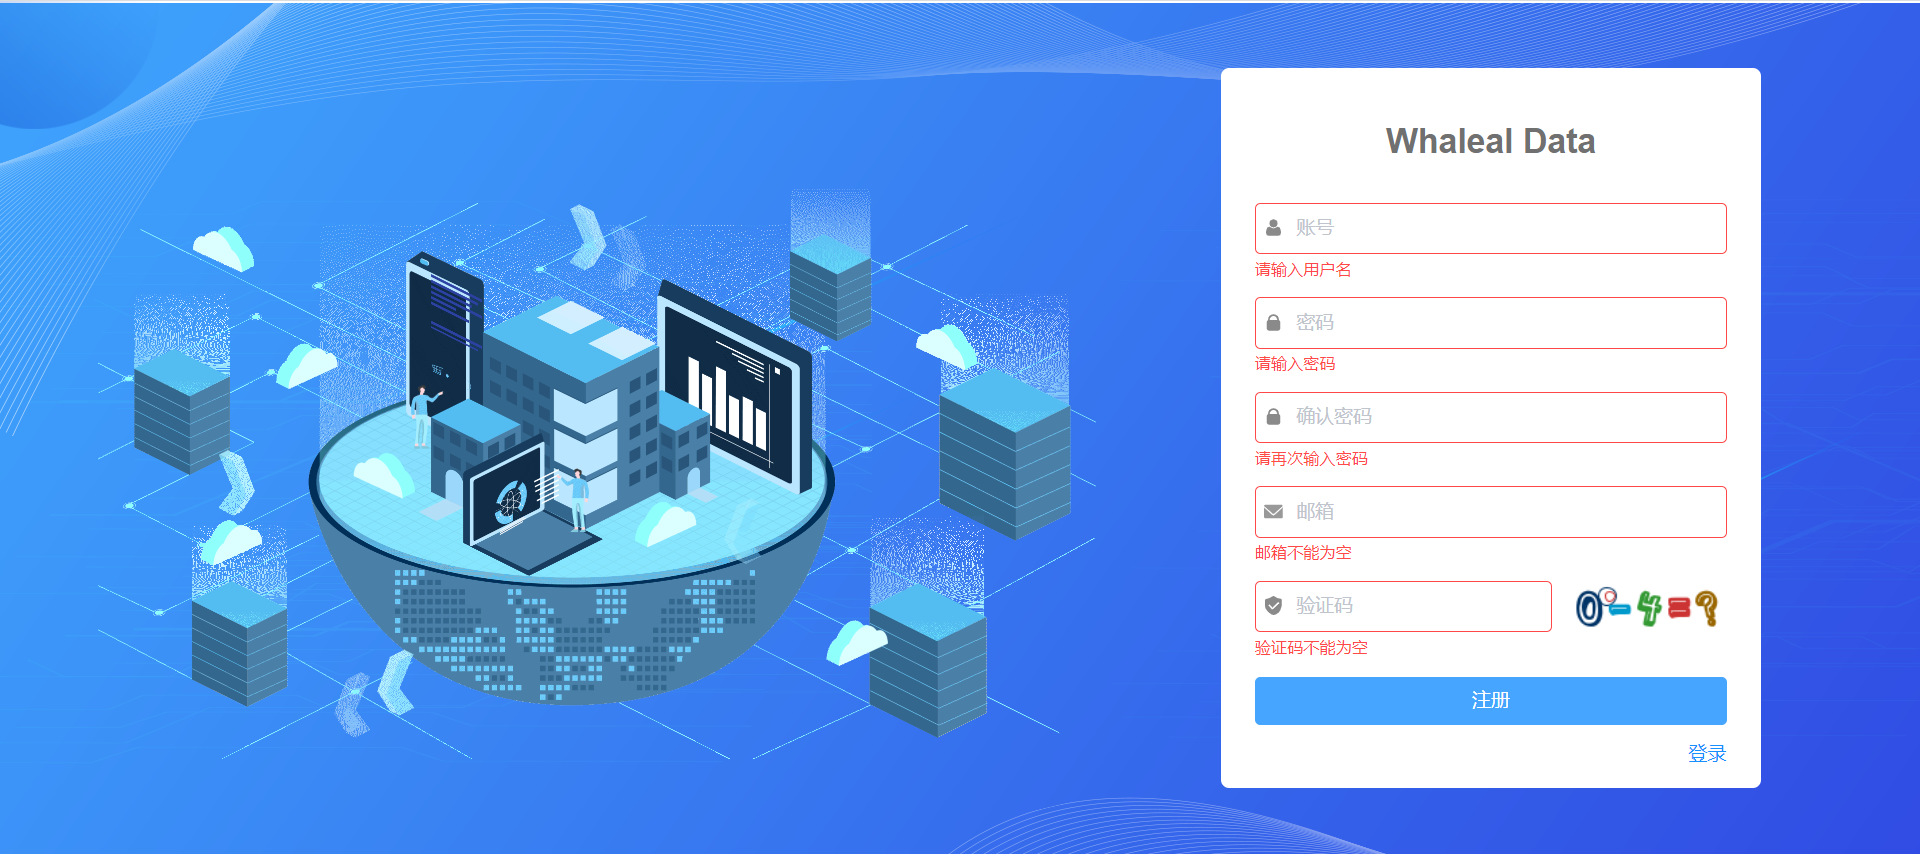 Whaleal Data
账号
请输入用户名
密码
请输入密码
确认密码
请再次输入密码
邮箱
邮箱不能为空
验证码
0-4=?
验证码不能为空
注册
登录